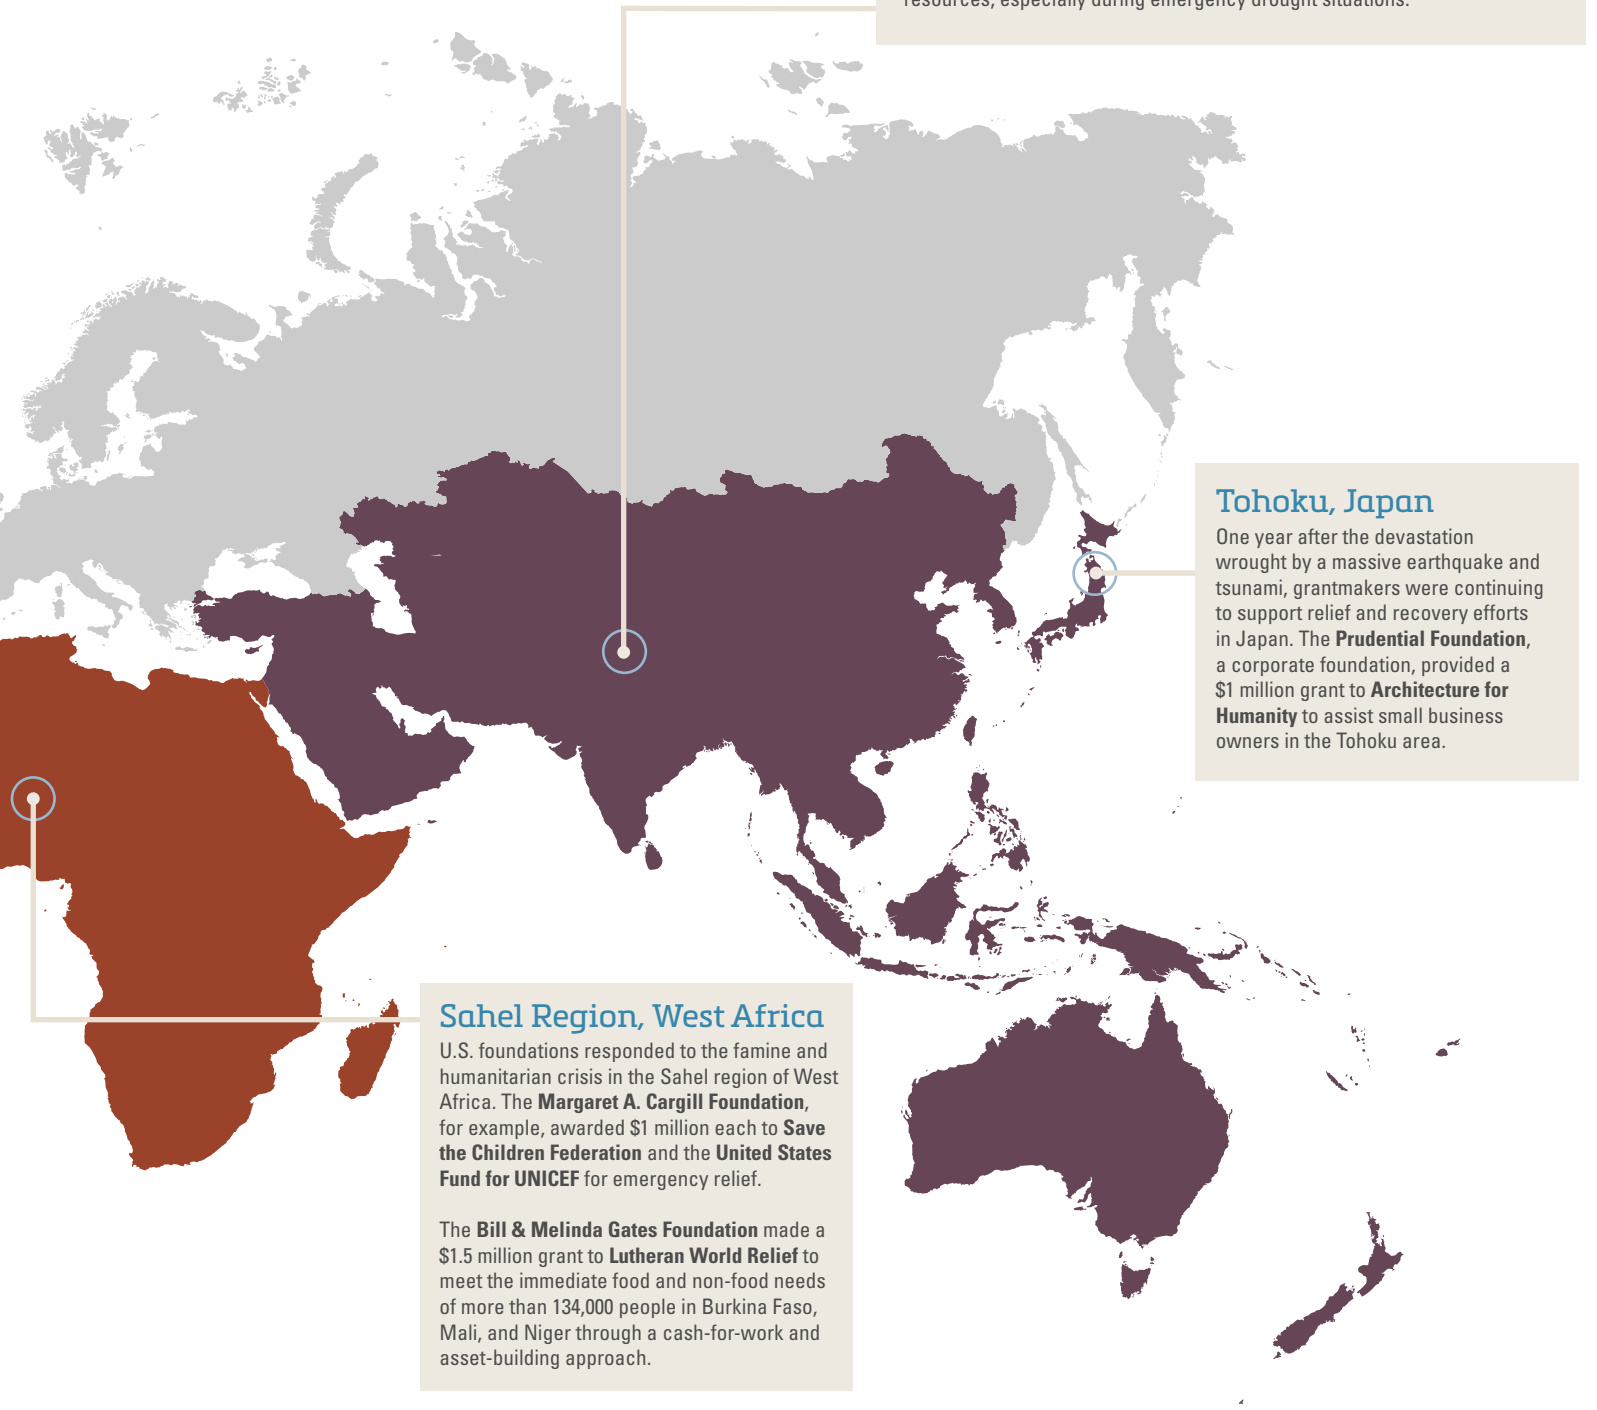 resources, especially during emergency drought situations.
Tohoku, Japan
One year after the devastation
wrought by a massive earthquake and
tsunami, grantmakers were continuing
to support relief and recovery efforts
in Japan. The Prudential Foundation,
a corporate foundation, provided a
$1 million grant to Architecture for
Humanity to assist small business
owners in the Tohoku area.
Sahel Region, West Africa
U.S. foundations responded to the famine and
humanitarian crisis in the Sahel region of West
Africa. The Margaret A. Cargill Foundation,
for example, awarded $1 million each to Save
the Children Federation and the United States
Fund for UNICEF for emergency relief.
The Bill & Melinda Gates Foundation made a
$1.5 million grant to Lutheran World Relief to
meet the immediate food and non-food needs
of more than 134,000 people in Burkina Faso,
Mali, and Niger through a cash-for-work and
asset-building approach.